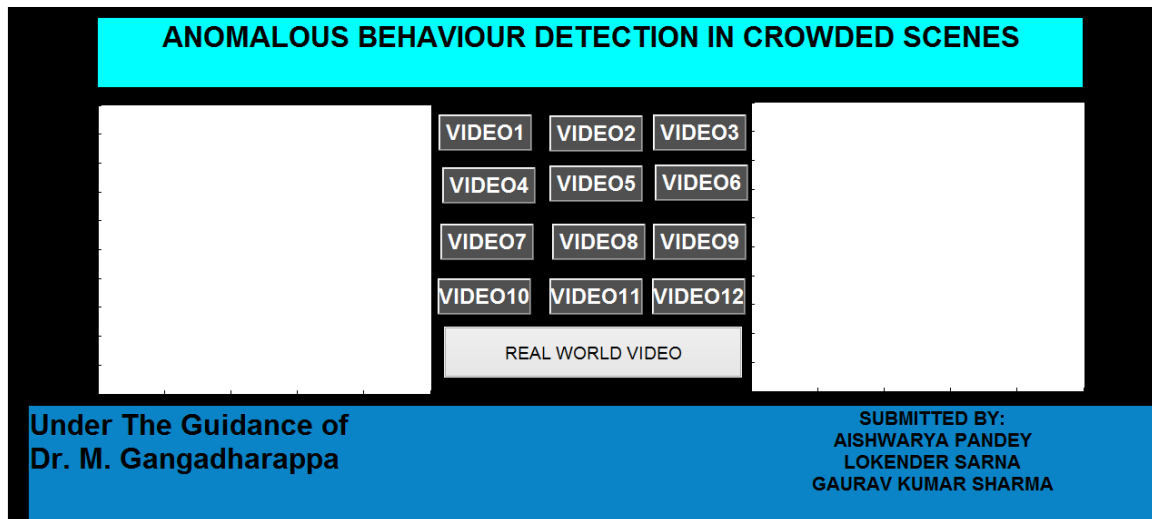 ANOMALOUS BEHAVIOUR DETECTION IN CROWDED SCENES
VIDEO1 VIDEO2 VIDEO3
VIDEO4 VIDEO5 VIDEO6
VIDEO7 VIDEO8 VIDEO9
VIDEO10 VIDEO11 VIDEO12
REAL WORLD VIDEO
Under The Guidance of
Dr. M. Gangadharappa
SUBMITTED BY:
AISHWARYA PANDEY
LOKENDER SARNA
GAURAV KUMAR SHARMA